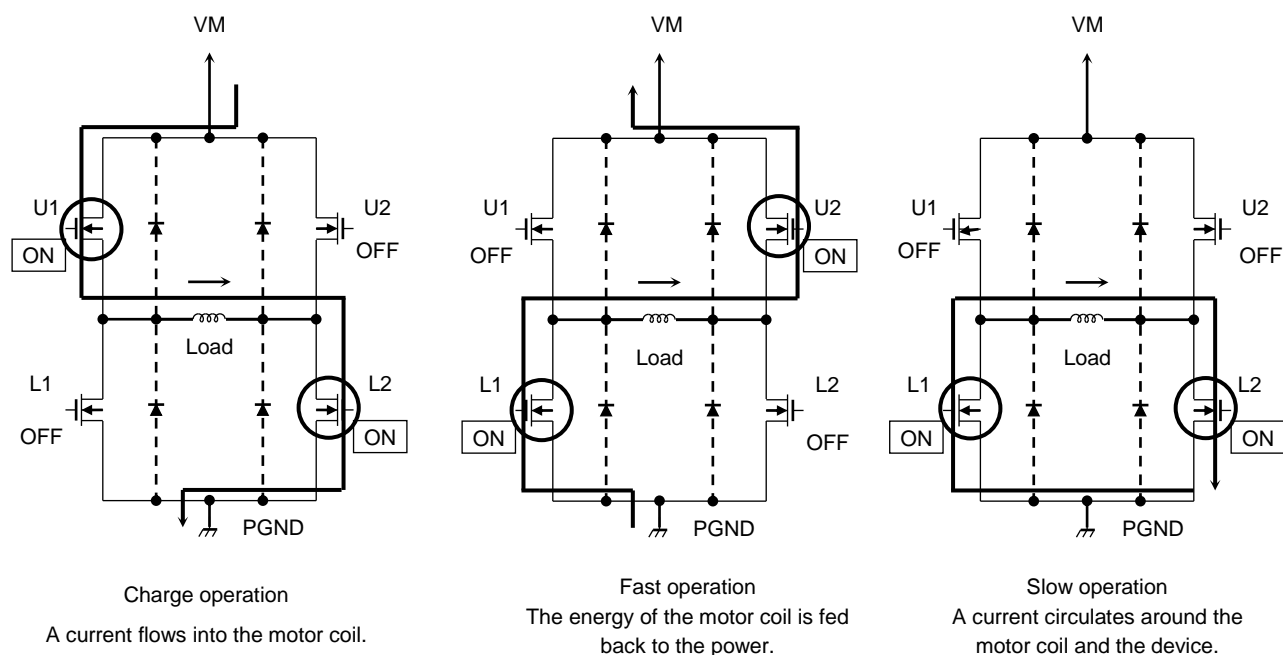 VM
U1
ON
U2
OFF
Load
L1
OFF
L2
ON
PGND
Charge operation
A current flows into the motor coil.
VM
U1
OFF
U2
ON
Load
L1
ON
L2
OFF
PGND
Fast operation
The energy of the motor coil is fed
back to the power.
VM
U1
OFF
U2
OFF
Load
L1
ON
L2
ON
PGND
Slow operation
A current circulates around the
motor coil and the device.